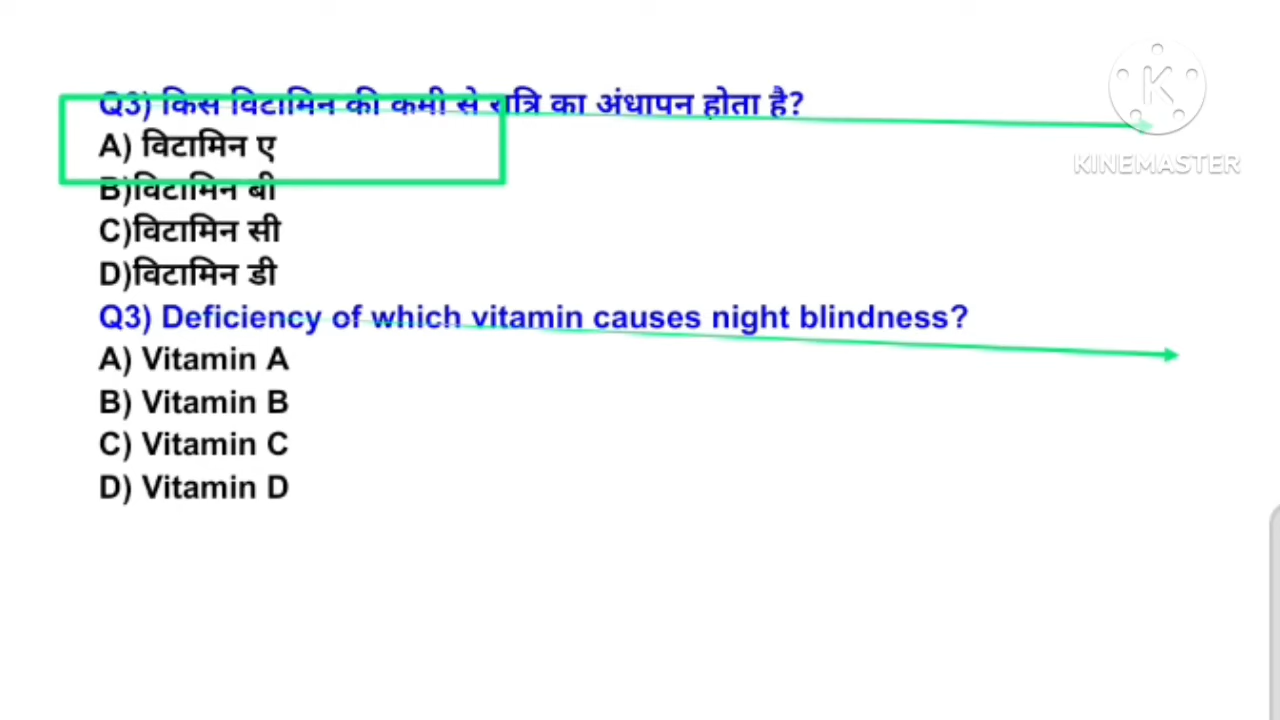 Q3) किस विटामिन की कमी से रात्रि का अंधापन होता है?
A) विटामिन ए
B)विटामिन बी
C)विटामिन सी
D)विटामिन डी
Q3) Deficiency of which vitamin causes night blindness?
A) Vitamin A
B) Vitamin B
C) Vitamin C
D) Vitamin D
K
KINEMASTER